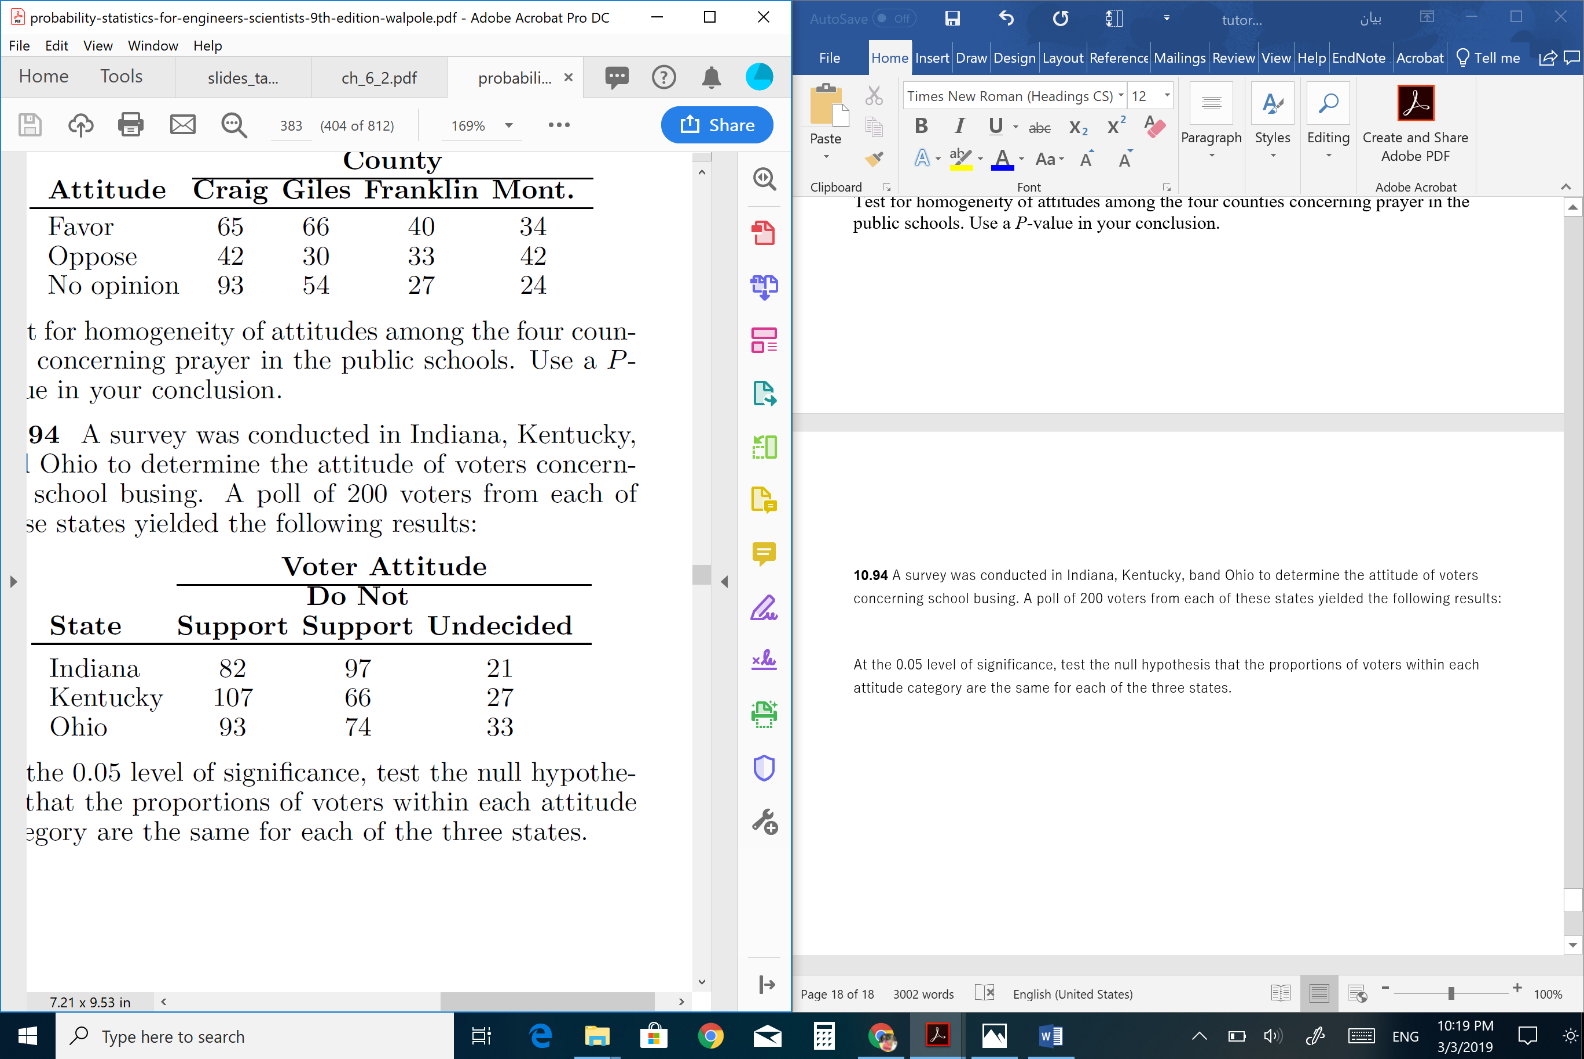 probability-statistics-for-engineers-scientists-9th-edition-walpole.pdf - Adobe Acrobat Pro DC
File Edit View Window Help
Home Tools slides_ta... ch_6_2.pdf probabili... ×
383 (404 of 812) 169% Share
County
Attitude Craig Giles Franklin Mont.
Favor 65 66 40 34
Oppose 42 30 33 42
No opinion 93 54 27 24
t for homogeneity of attitudes among the four coun-
concerning prayer in the public schools. Use a P-
ue in your conclusion.
94 A survey was conducted in Indiana, Kentucky,
Ohio to determine the attitude of voters concern-
school busing. A poll of 200 voters from each of
se states yielded the following results:
Voter Attitude
Do Not
State Support Support Undecided
Indiana 82 97 21
Kentucky 107 66 27
Ohio 93 74 33
the 0.05 level of significance, test the null hypothe-
that the proportions of voters within each attitude
egory are the same for each of the three states.
7.21 x 9.53 in
AutoSave Off tutor... بيان
File Home Insert Draw Design Layout Reference Mailings Review View Help EndNote Acrobat Tell me
Times New Roman (Headings CS) 12
B I U abc X₂ X²
A ab A Aa A A
Paste Paragraph Styles Editing Create and Share
Adobe PDF
Clipboard Font Adobe Acrobat
Test for homogeneity of attitudes among the four counties concerning prayer in the
public schools. Use a P-value in your conclusion.
10.94 A survey was conducted in Indiana, Kentucky, band Ohio to determine the attitude of voters
concerning school busing. A poll of 200 voters from each of these states yielded the following results:
At the 0.05 level of significance, test the null hypothesis that the proportions of voters within each
attitude category are the same for each of the three states.
Page 18 of 18 3002 words English (United States) 100%
Type here to search
ENG
10:19 PM
3/3/2019